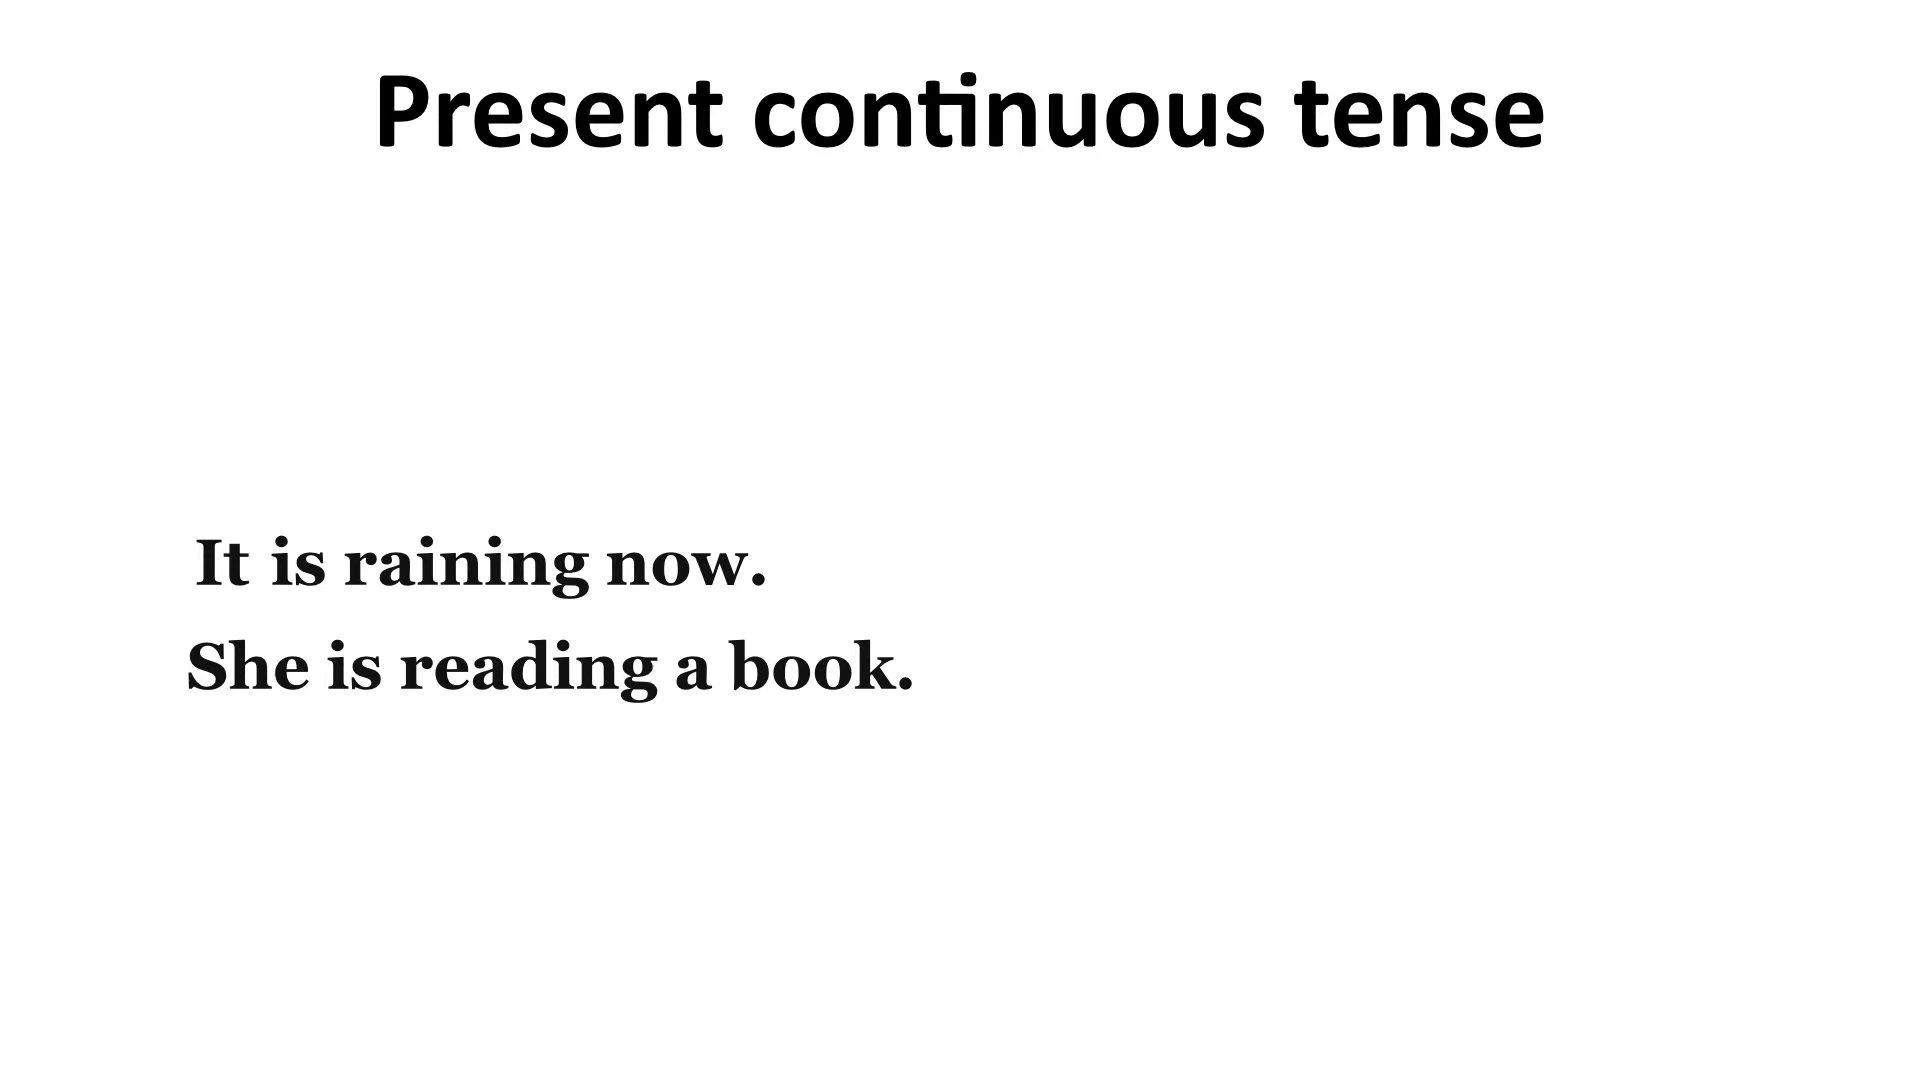 Present continuous tense
It is raining now.
She is reading a book.